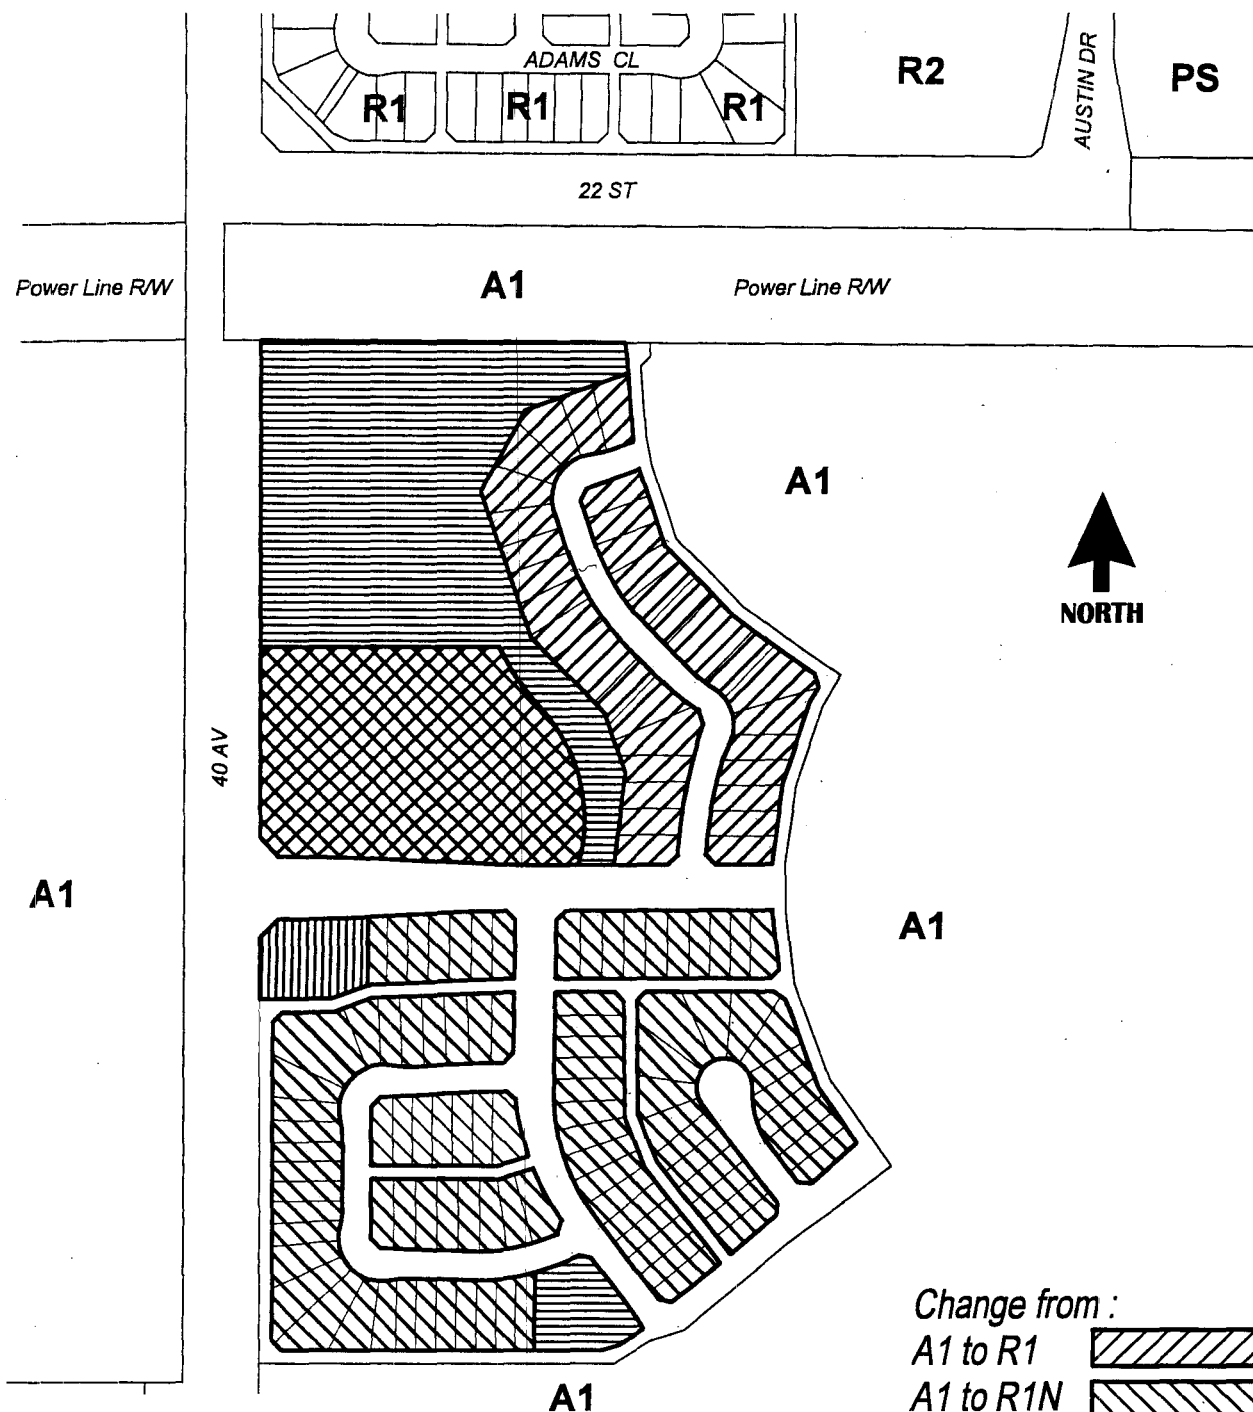 ADAMS CL
R1
R1
R1
R2
AUSTIN DR
PS
22 ST
Power Line R/W
A1
Power Line R/W
A1
NORTH
40 AV
A1
A1
Change from :
A1 to R1
A1 to R1N
A1